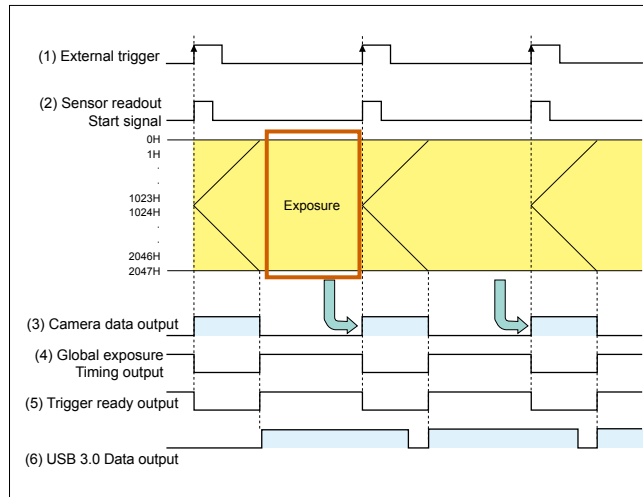 (1) External trigger
(2) Sensor readout
Start signal
0H
1H
.
.
1023H
1024H
.
.
2046H
2047H
Exposure
(3) Camera data output
(4) Global exposure
Timing output
(5) Trigger ready output
(6) USB 3.0 Data output